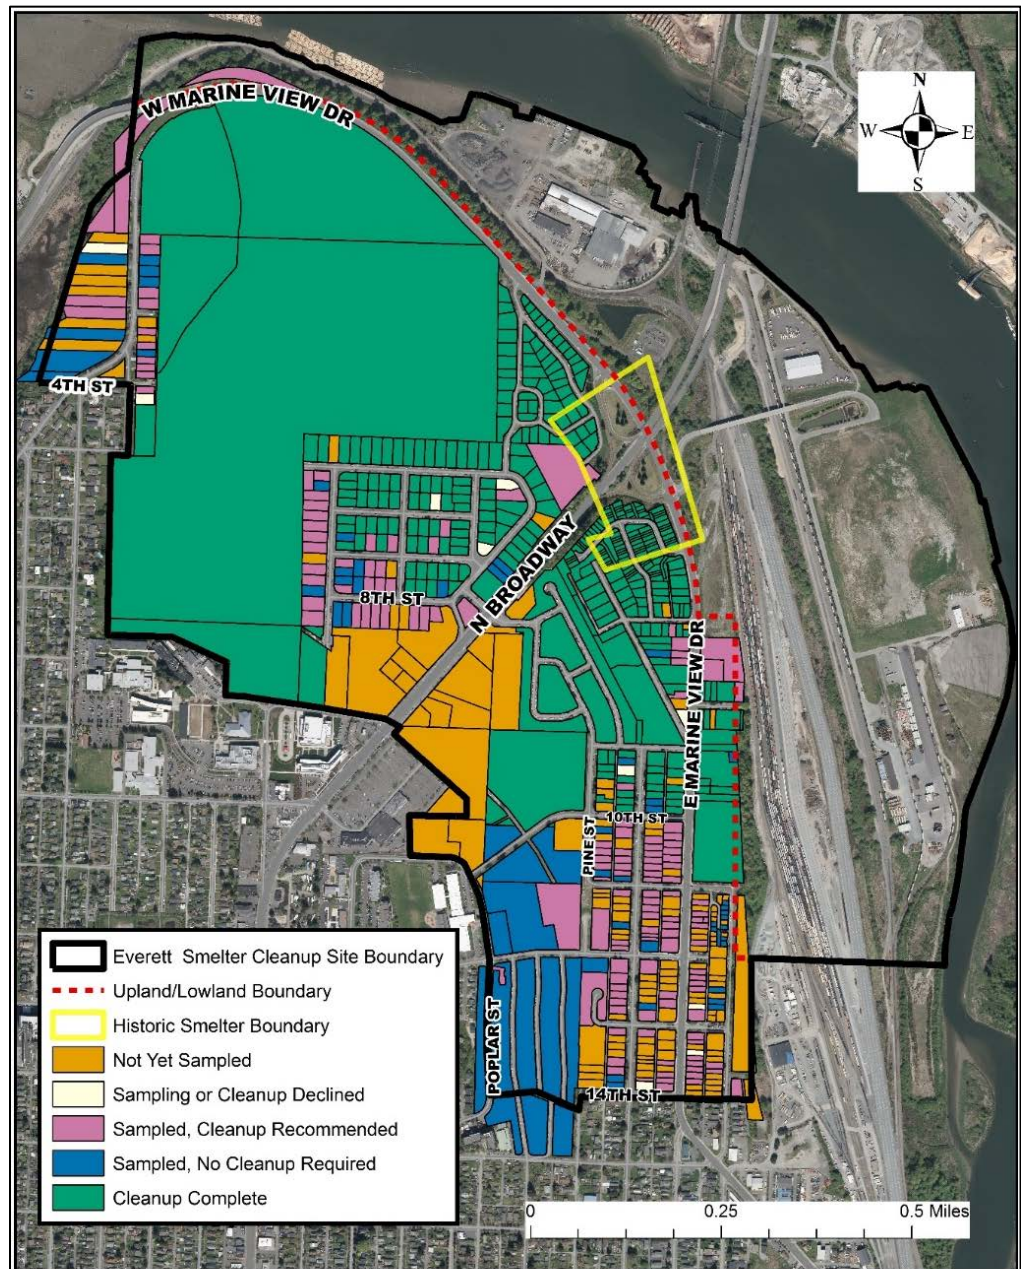 N
W E
S
W MARINE VIEW DR
4TH ST
N BROADWAY
8TH ST
E MARINE VIEW DR
10TH ST
PINE ST
POPLAR ST
14TH ST
Everett Smelter Cleanup Site Boundary
Upland/Lowland Boundary
Historic Smelter Boundary
Not Yet Sampled
Sampling or Cleanup Declined
Sampled, Cleanup Recommended
Sampled, No Cleanup Required
Cleanup Complete
0 0.25 0.5 Miles